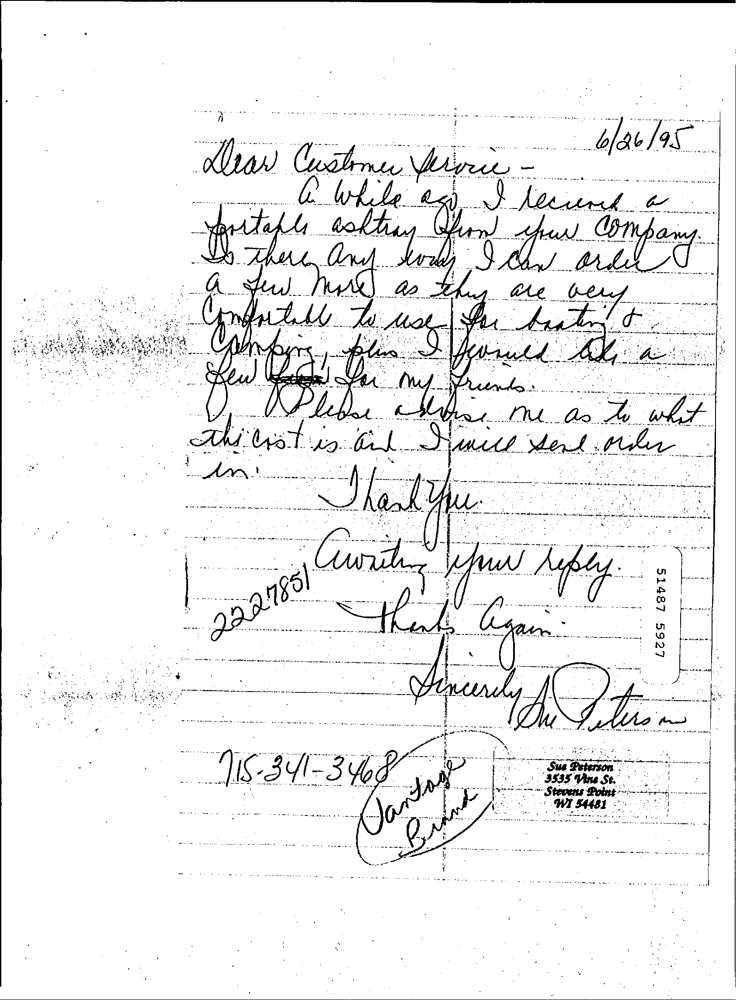 6/26/95
Dear Customer Service -
A while ago I recieved a
portable ashtray from your Company.
Is there any way I can order
a few more as they are very
Comfortable to use for boating &
Camping, plus I would like a
few for my friends.
Please advise me as to what
the cost is and I will send order
in.
Thank You.
Awaiting your reply.
2227851
Thanks Again.
51487 5927
Sincerely Sue Peterson
715-341-3468
Vantage
Brand
Sue Peterson
3535 Vine St.
Stevens Point
WI 54481